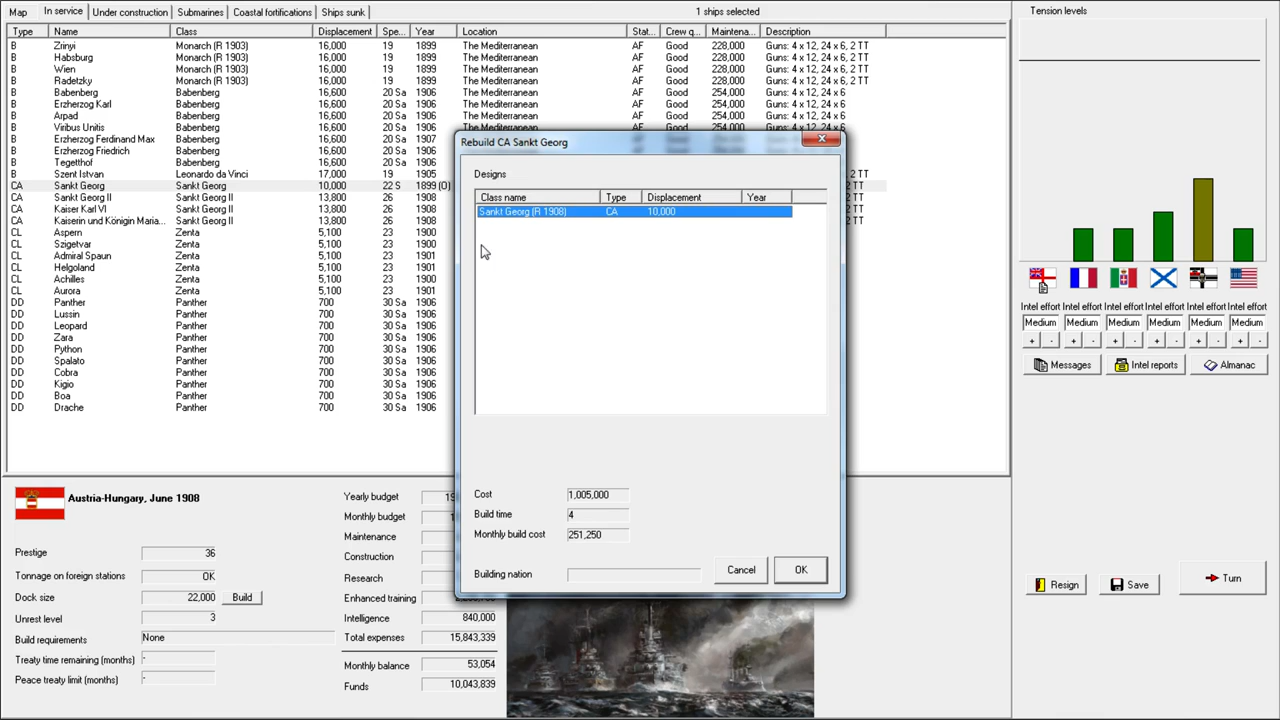 Map In service Under construction Submarines Coastal fortifications Ships sunk 1 ships selected Tension levels
Type Name Class Displacement Spe... Year Location Stat... Crew q... Maintena... Description
B Zrinyi Monarch (R 1903) 16,000 19 1899 The Mediterranean AF Good 228,000 Guns: 4 x 12, 24 x 6, 2 TT
B Habsburg Monarch (R 1903) 16,000 19 1899 The Mediterranean AF Good 228,000 Guns: 4 x 12, 24 x 6, 2 TT
B Wien Monarch (R 1903) 16,000 19 1899 The Mediterranean AF Good 228,000 Guns: 4 x 12, 24 x 6, 2 TT
B Radetzky Monarch (R 1903) 16,000 19 1899 The Mediterranean AF Good 228,000 Guns: 4 x 12, 24 x 6, 2 TT
B Babenberg Babenberg 16,600 20 Sa 1906 The Mediterranean AF Good 254,000 Guns: 4 x 12, 24 x 6
B Erzherzog Karl Babenberg 16,600 20 Sa 1906 The Mediterranean AF Good 254,000 Guns: 4 x 12, 24 x 6
B Arpad Babenberg 16,600 20 Sa 1906 The Mediterranean AF Good 254,000 Guns: 4 x 12, 24 x 6
B Viribus Unitis Babenberg 16,600 20 Sa 1906 The Mediterranean AF Good 254,000 Guns: 4 x 12, 24 x 6
B Erzherzog Ferdinand Max Babenberg 16,600 20 Sa 1907
B Erzherzog Friedrich Babenberg 16,600 20 Sa 1906
B Tegetthof Babenberg 16,600 20 Sa 1906
B Szent Istvan Leonardo da Vinci 17,000 19 1905 2 TT
CA Sankt Georg Sankt Georg 10,000 22 S 1899 (O) 2 TT
CA Sankt Georg II Sankt Georg II 13,800 26 1908 2 TT
CA Kaiser Karl VI Sankt Georg II 13,800 26 1908 2 TT
CA Kaiserin und Königin Maria... Sankt Georg II 13,800 26 1908 2 TT
CL Aspern Zenta 5,100 23 1900
CL Szigetvar Zenta 5,100 23 1900
CL Admiral Spaun Zenta 5,100 23 1901
CL Helgoland Zenta 5,100 23 1901
CL Achilles Zenta 5,100 23 1900
CL Aurora Zenta 5,100 23 1900
DD Panther Panther 700 30 Sa 1906
DD Lussin Panther 700 30 Sa 1906
DD Leopard Panther 700 30 Sa 1906
DD Zara Panther 700 30 Sa 1906
DD Python Panther 700 30 Sa 1906
DD Spalato Panther 700 30 Sa 1906
DD Cobra Panther 700 30 Sa 1906
DD Kigio Panther 700 30 Sa 1906
DD Boa Panther 700 30 Sa 1906
DD Drache Panther 700 30 Sa 1906
Rebuild CA Sankt Georg
Designs
Class name Type Displacement Year
Sankt Georg (R 1908) CA 10,000
Cost 1,005,000
Build time 4
Monthly build cost 251,250
Building nation
Cancel OK
Intel effort Intel effort Intel effort Intel effort Intel effort Intel effort
Medium Medium Medium Medium Medium Medium
+ - + - + - + - + - + -
Messages Intel reports Almanac
Austria-Hungary, June 1908
Prestige 36
Tonnage on foreign stations OK
Dock size 22,000 Build
Unrest level 3
Build requirements None
Treaty time remaining (months) -
Peace treaty limit (months) -
Yearly budget
Monthly budget
Maintenance
Construction
Research
Enhanced training
Intelligence 840,000
Total expenses 15,843,339
Monthly balance 53,054
Funds 10,043,839
Resign Save Turn